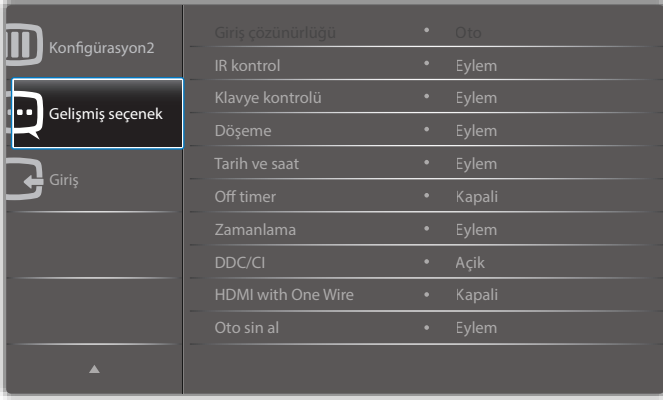 Konfigürasyon2
Gelişmiş seçenek
Giriş
Giriş çözünürlüğü • Oto
IR kontrol • Eylem
Klavye kontrolü • Eylem
Döşeme • Eylem
Tarih ve saat • Eylem
Off timer • Kapali
Zamanlama • Eylem
DDC/CI • Açik
HDMI with One Wire • Kapali
Oto sin al • Eylem